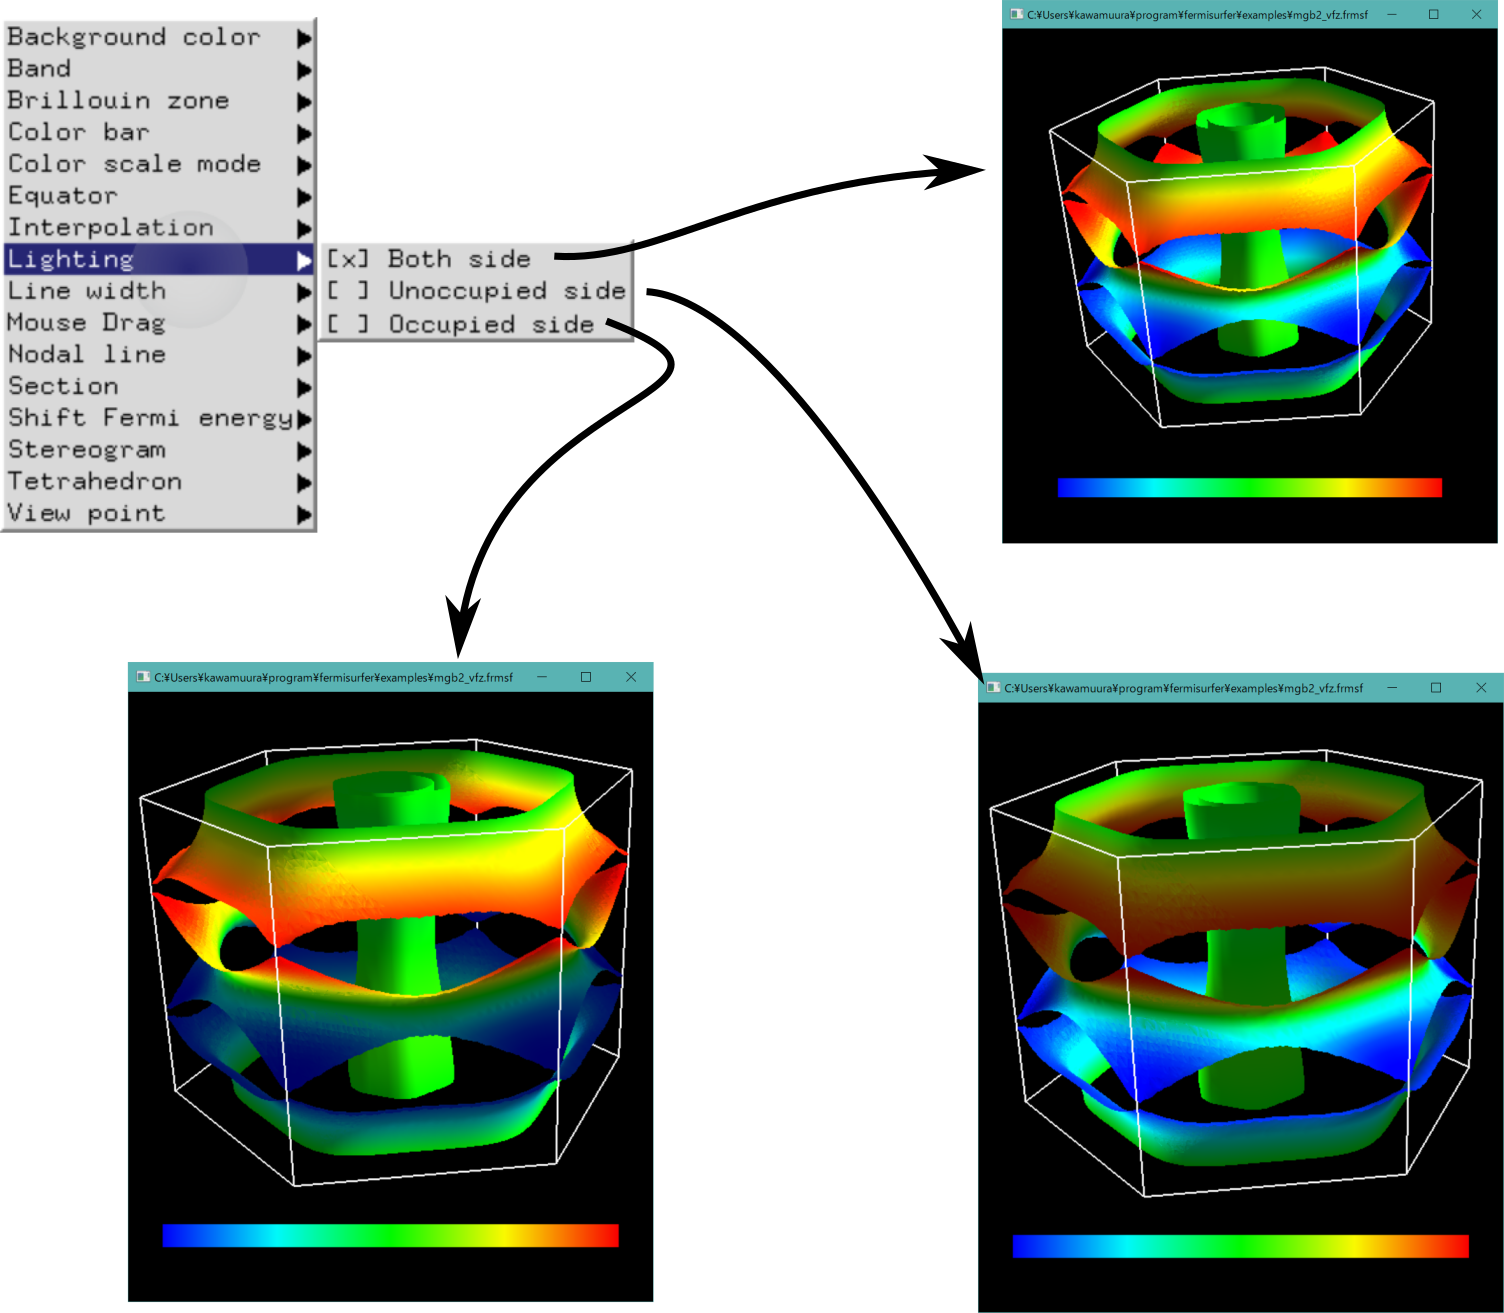 Background color
Band
Brillouin zone
Color bar
Color scale mode
Equator
Interpolation
Lighting
Line width
Mouse Drag
Nodal line
Section
Shift Fermi energy
Stereogram
Tetrahedron
View point
[x] Both side
[ ] Unoccupied side
[ ] Occupied side
C:¥Users¥kawamuura¥program¥fermisurfer¥examples¥mgb2_vfz.frmsf
C:¥Users¥kawamuura¥program¥fermisurfer¥examples¥mgb2_vfz.frmsf
C:¥Users¥kawamuura¥program¥fermisurfer¥examples¥mgb2_vfz.frmsf